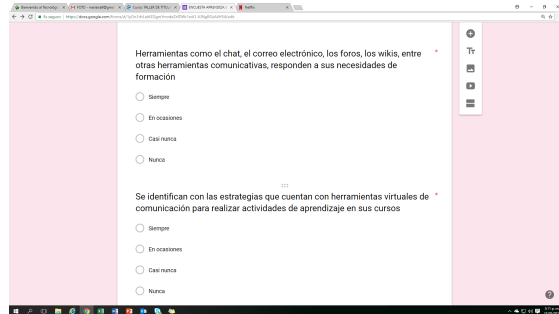 Es seguro
Herramientas como el chat, el correo electrónico, los foros, los wikis, entre *
otras herramientas comunicativas, responden a sus necesidades de
formación
Siempre
En ocasiones
Casi nunca
Nunca
Se identifican con las estrategias que cuentan con herramientas virtuales de *
comunicación para realizar actividades de aprendizaje en sus cursos
Siempre
En ocasiones
Casi nunca
Nunca